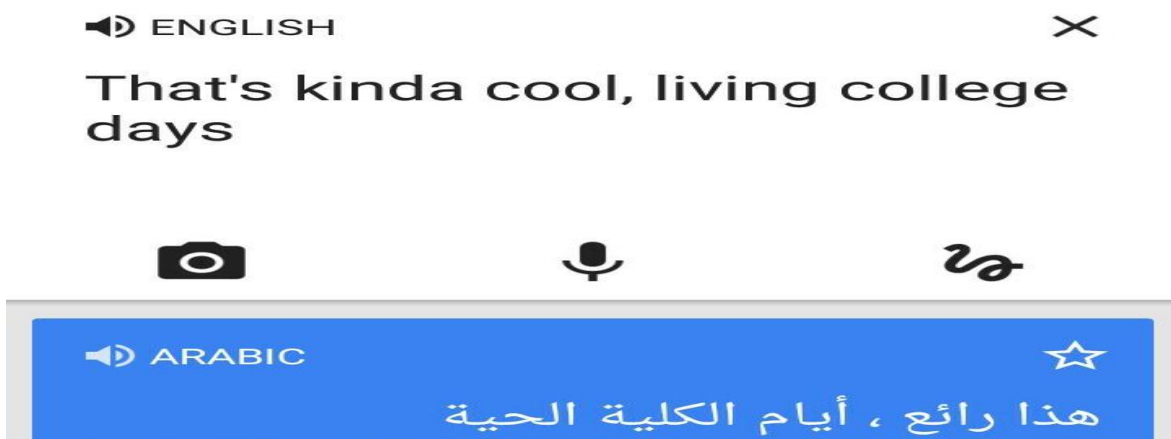 ENGLISH
That's kinda cool, living college
days
ARABIC
هذا رائع ، أيام الكلية الحية